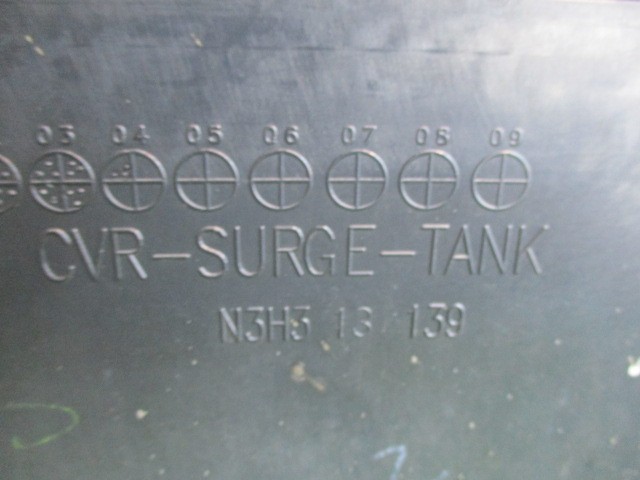 03 04 05 06 07 08 09
CVR-SURGE-TANK
N3H3 13 139